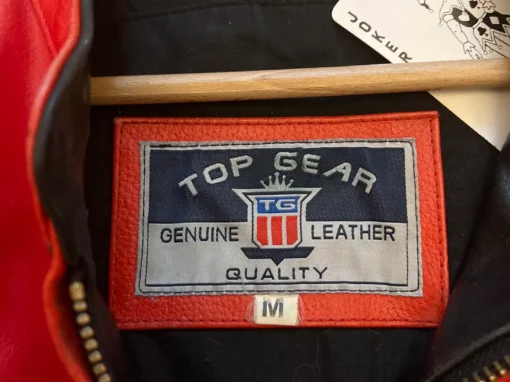 JOKER
TOP GEAR
TG
GENUINE LEATHER
QUALITY
M